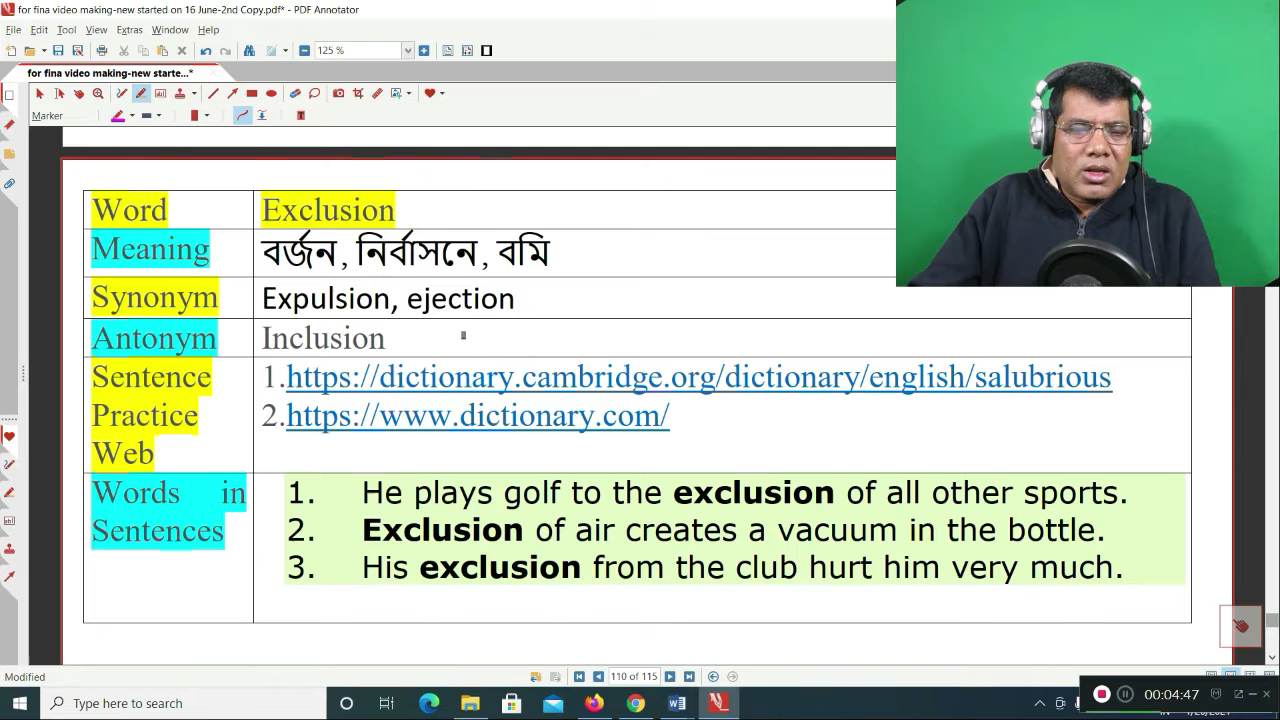 for fina video making-new started on 16 June-2nd Copy.pdf* - PDF Annotator
File Edit Tool View Extras Window Help
125 %
for fina video making-new starte...*
Marker
Word Exclusion
Meaning বর্জন, নির্বাসনে, বমি
Synonym Expulsion, ejection
Antonym Inclusion
Sentence 1.https://dictionary.cambridge.org/dictionary/english/salubrious
Practice 2.https://www.dictionary.com/
Web
Words in 1. He plays golf to the exclusion of all other sports.
Sentences 2. Exclusion of air creates a vacuum in the bottle.
3. His exclusion from the club hurt him very much.
Modified 110 of 115
Type here to search 00:04:47